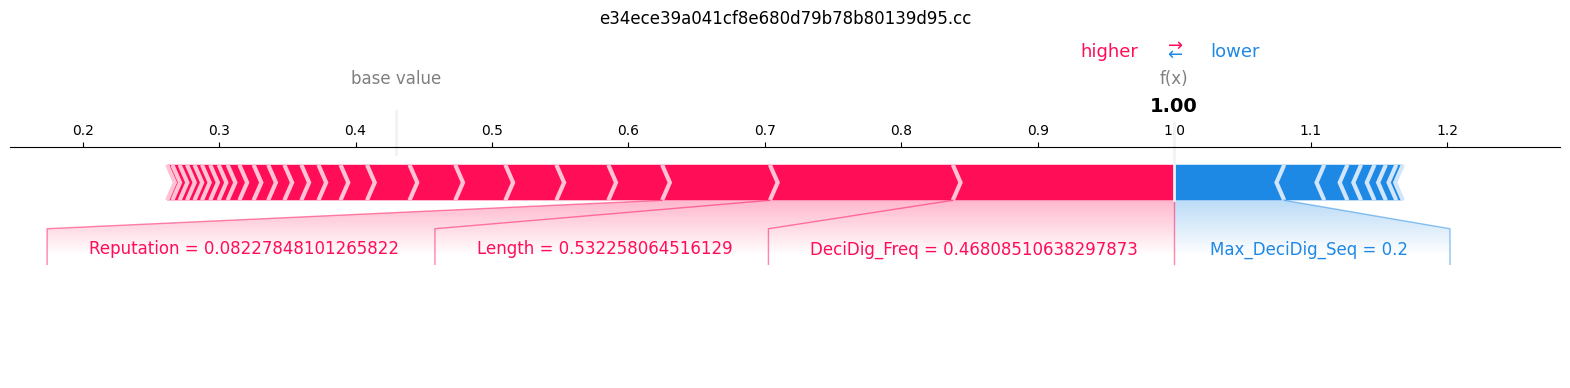 e34ece39a041cf8e680d79b78b80139d95.cc
higher ⇄ lower
base value f(x)
1.00
0.2 0.3 0.4 0.5 0.6 0.7 0.8 0.9 1.0 1.1 1.2
Reputation = 0.08227848101265822 Length = 0.532258064516129 DeciDig_Freq = 0.46808510638297873 Max_DeciDig_Seq = 0.2